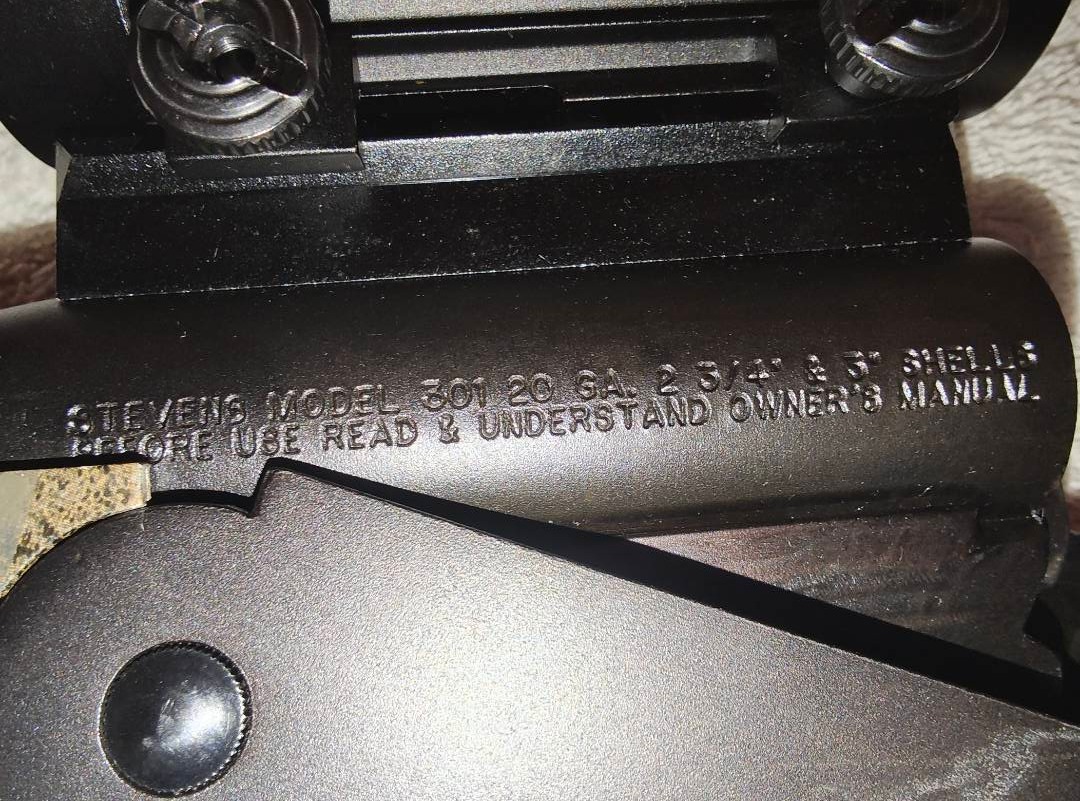 STEVENS MODEL 301 20 GA. 2 3/4" & 3" SHELLS
BEFORE USE READ & UNDERSTAND OWNER'S MANUAL